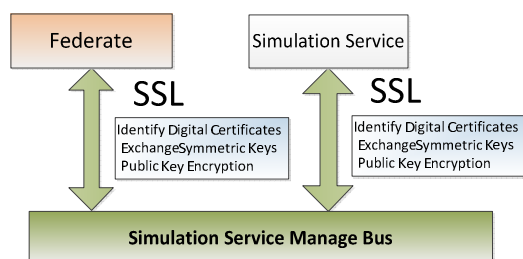 Federate
Simulation Service
SSL
SSL
Identify Digital Certificates
ExchangeSymmetric Keys
Public Key Encryption
Identify Digital Certificates
ExchangeSymmetric Keys
Public Key Encryption
Simulation Service Manage Bus